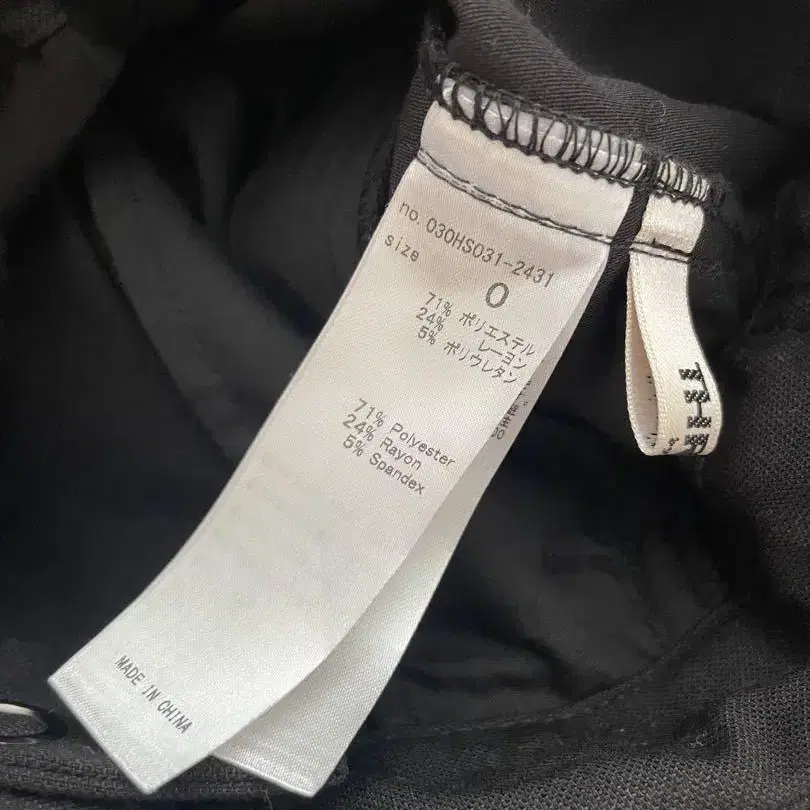 no. 030HS031-2431
size
0
71% ポリエステル
24% レーヨン
5% ポリウレタン
71% Polyester
24% Rayon
5% Spandex
MADE IN CHINA